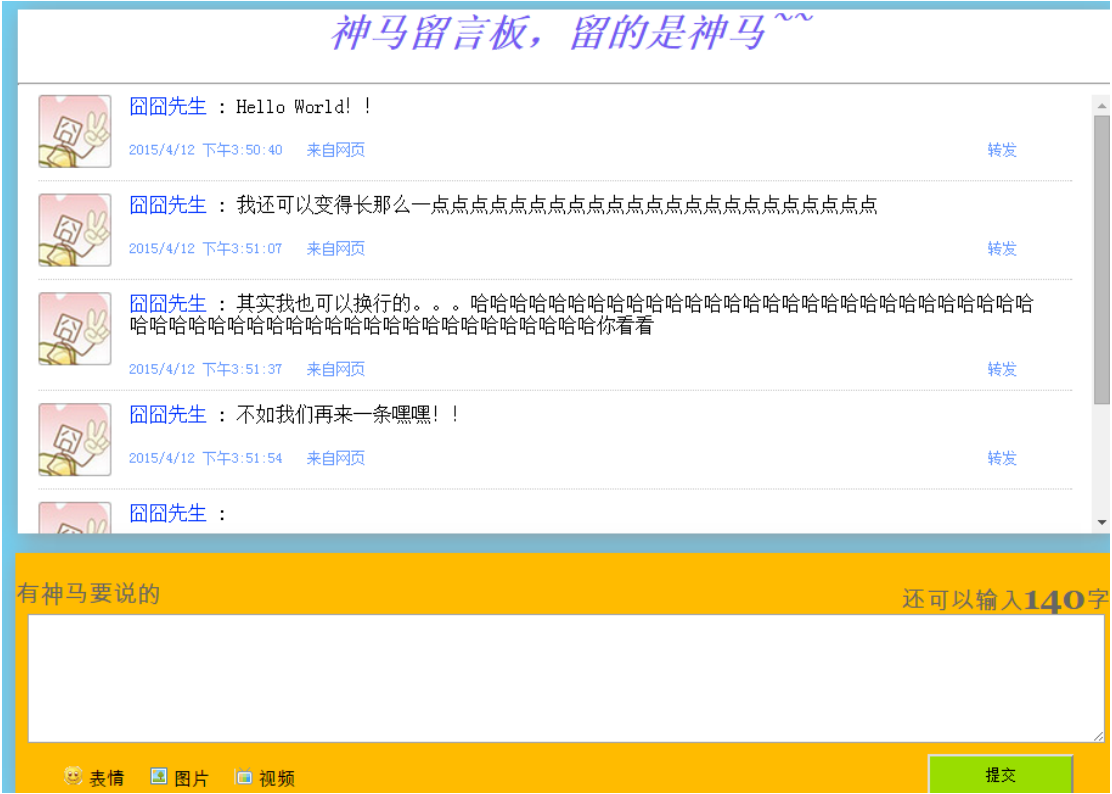 神马留言板，留的是神马~~
囧囧先生 : Hello World！！
2015/4/12 下午3:50:40 来自网页 转发
囧囧先生 : 我还可以变得长那么一点点点点点点点点点点点点点点点点点点点点点点点
2015/4/12 下午3:51:07 来自网页 转发
囧囧先生 : 其实我也可以换行的。。。哈哈哈哈哈哈哈哈哈哈哈哈哈哈哈哈哈哈哈哈哈哈哈哈哈哈哈哈哈
哈哈哈哈哈哈哈哈哈哈哈哈哈哈哈哈哈哈哈哈哈哈哈哈你看看
2015/4/12 下午3:51:37 来自网页 转发
囧囧先生 : 不如我们再来一条嘿嘿！！
2015/4/12 下午3:51:54 来自网页 转发
囧囧先生 :
有神马要说的 还可以输入140字
表情 图片 视频 提交